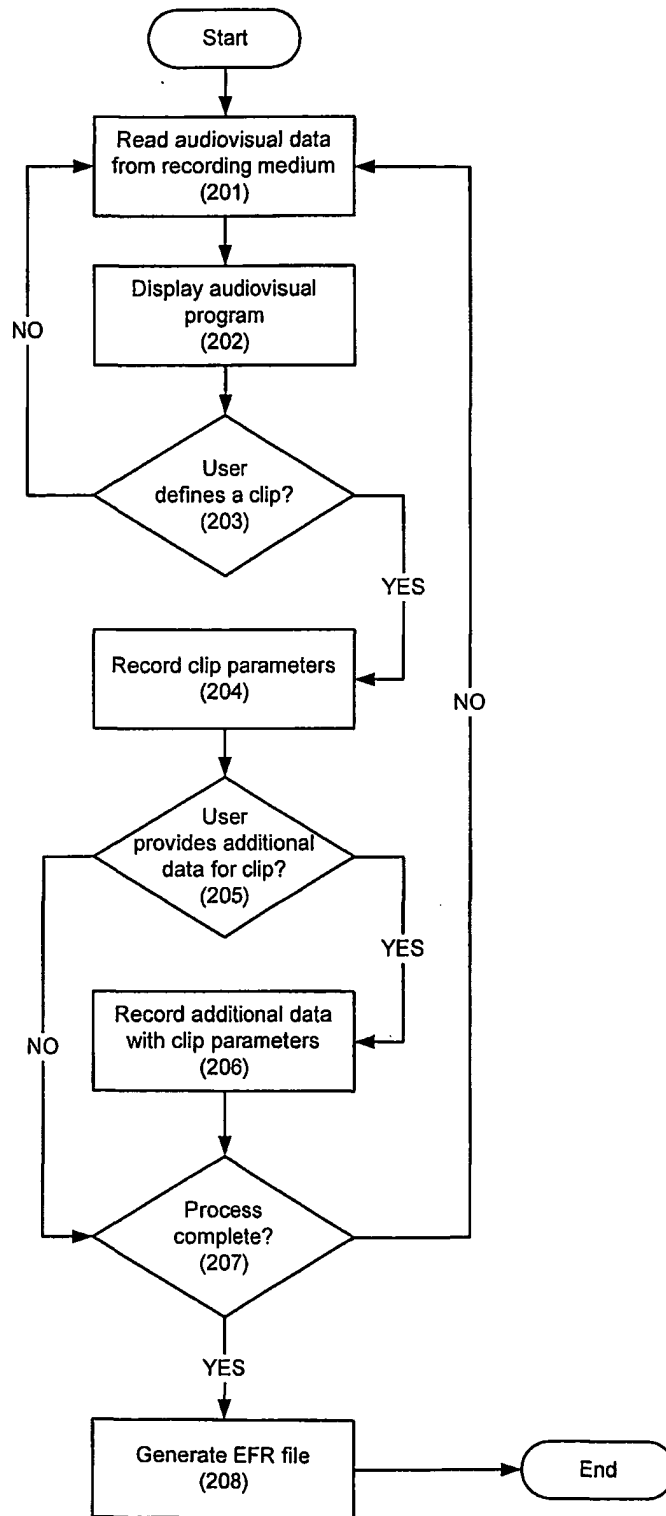 Start
Read audiovisual data
from recording medium
(201)
Display audiovisual
program
(202)
NO
User
defines a clip?
(203)
YES
Record clip parameters
(204)
NO
User
provides additional
data for clip?
(205)
YES
Record additional data
with clip parameters
(206)
NO
Process
complete?
(207)
YES
Generate EFR file
(208)
End